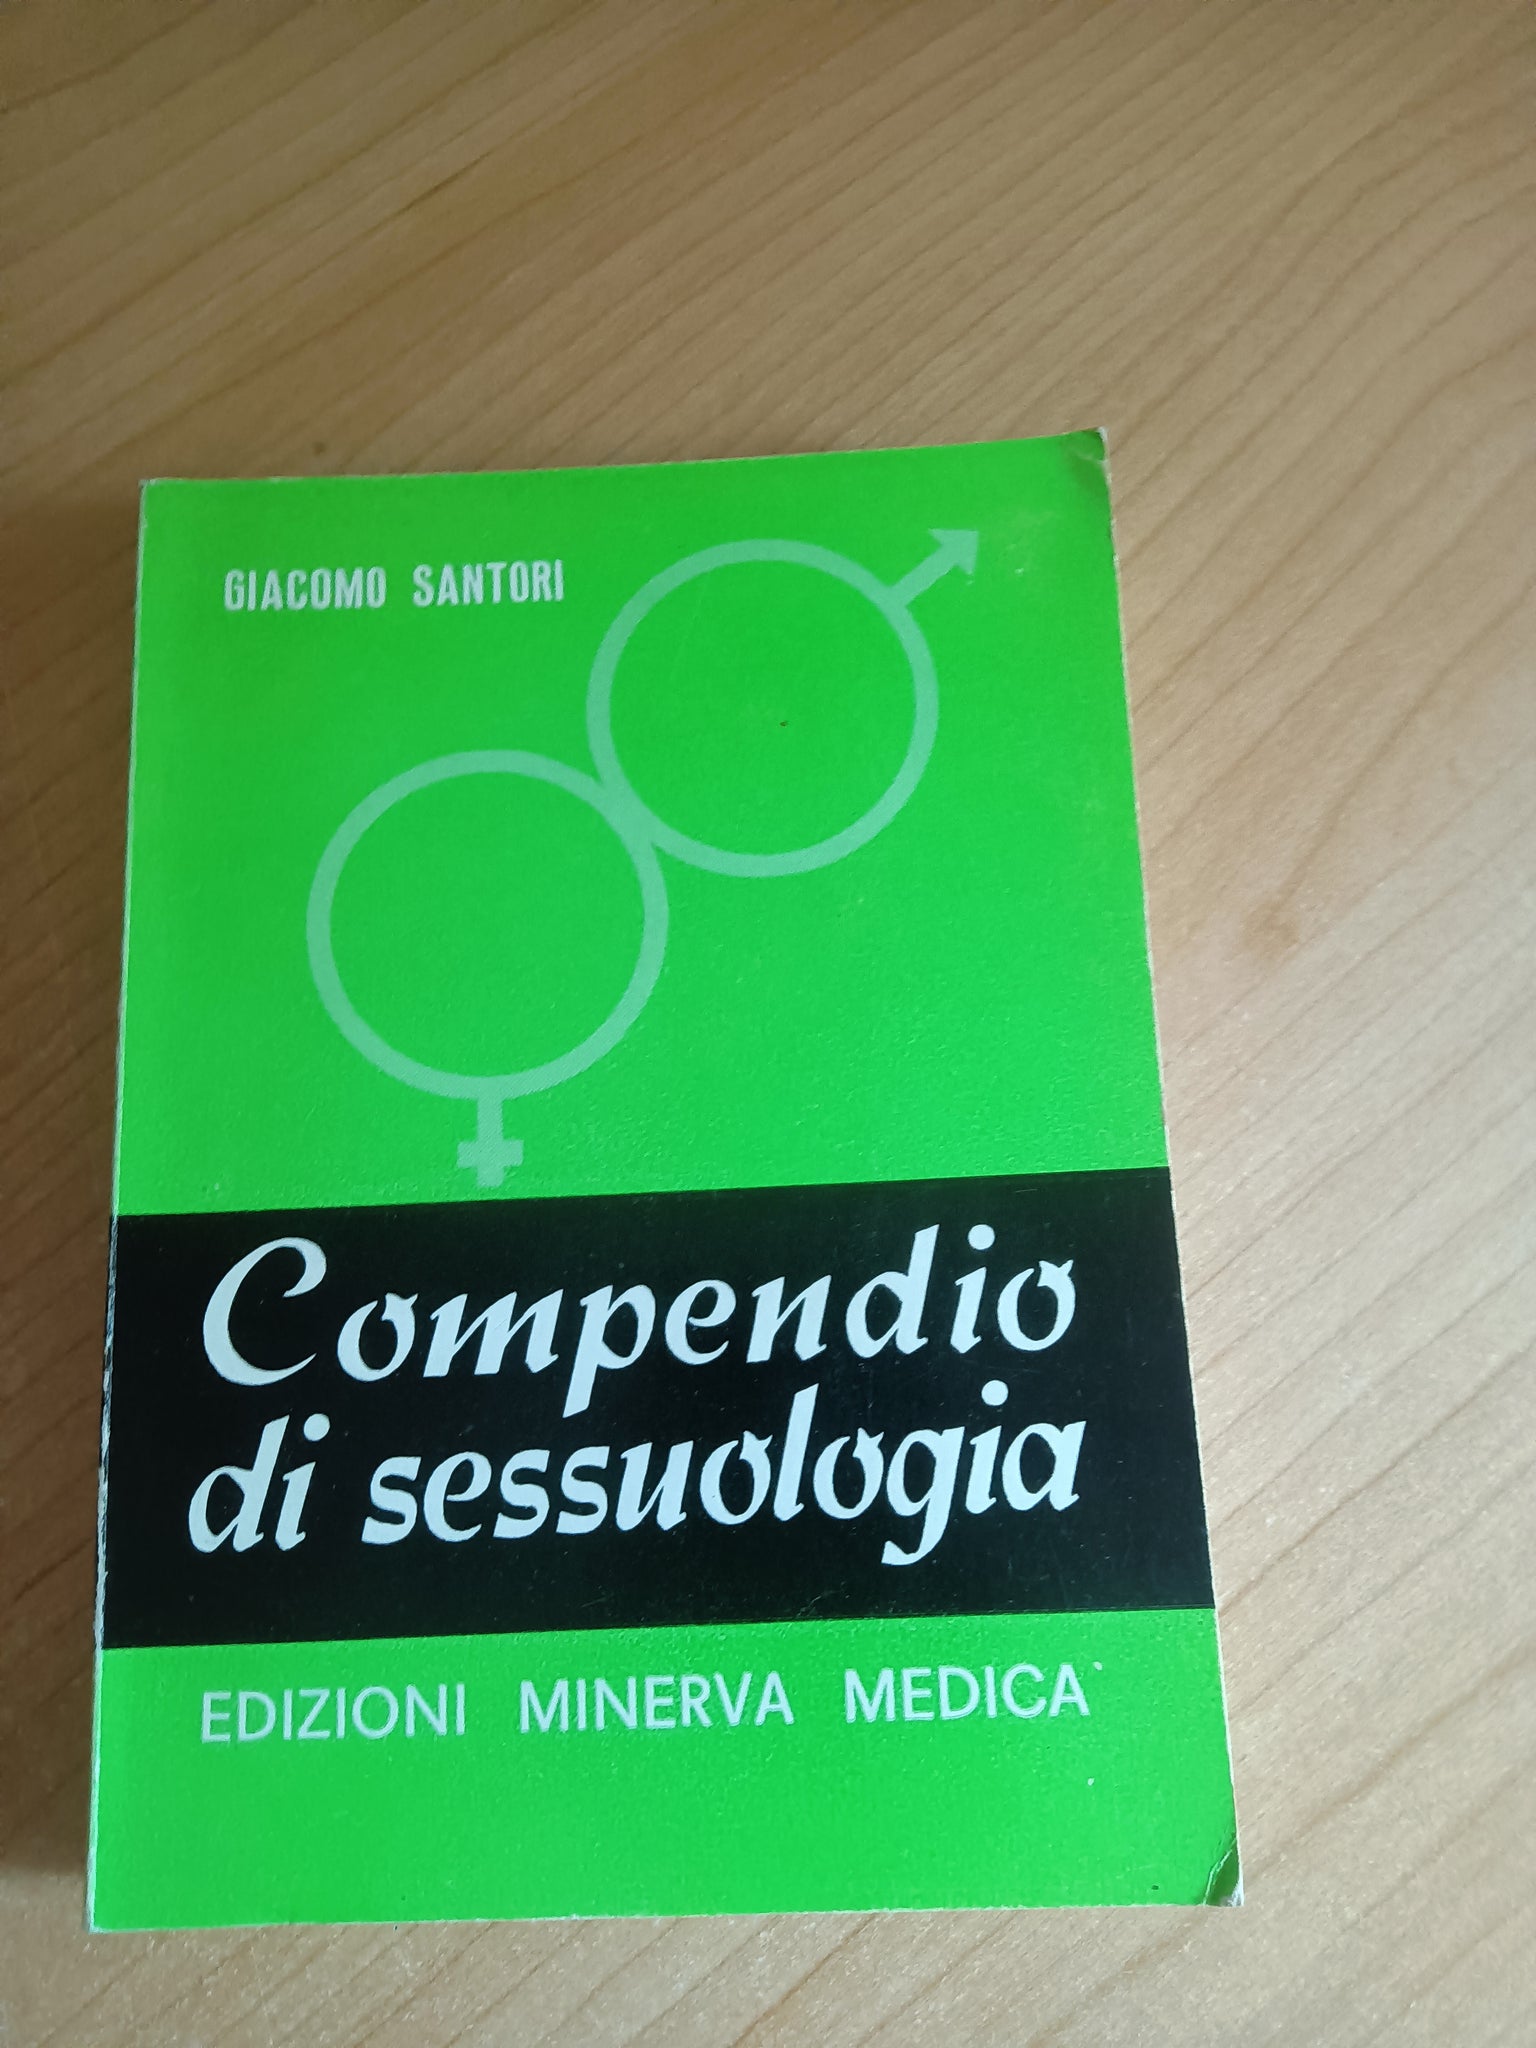 GIACOMO SANTORI
Compendio
di sessuologia
EDIZIONI MINERVA MEDICA